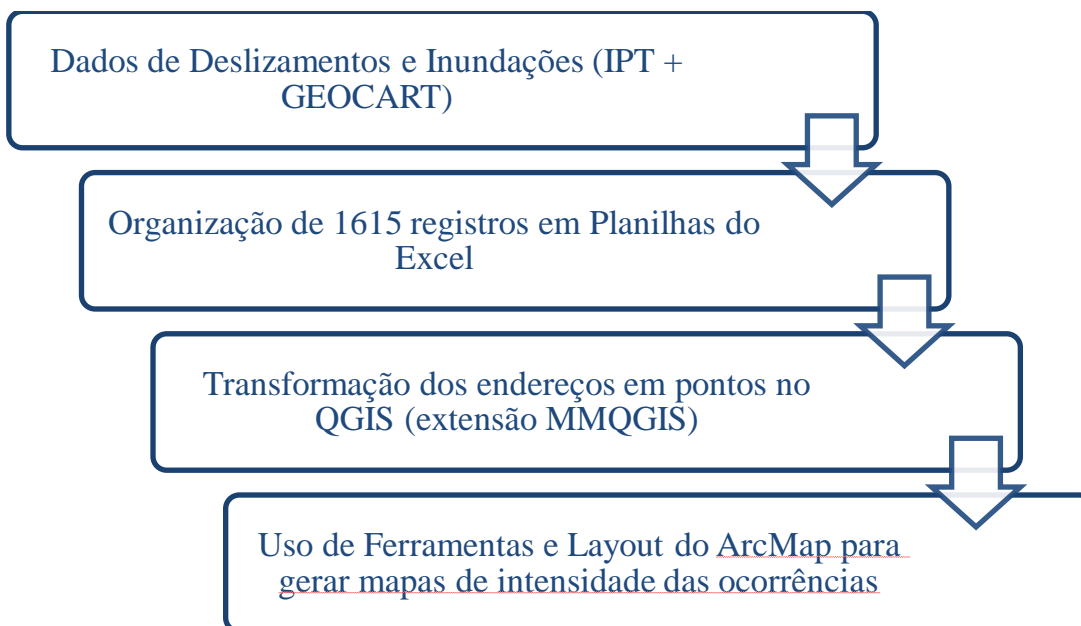 Dados de Deslizamentos e Inundações (IPT +
GEOCART)
Organização de 1615 registros em Planilhas do
Excel
Transformação dos endereços em pontos no
QGIS (extensão MMQGIS)
Uso de Ferramentas e Layout do ArcMap para
gerar mapas de intensidade das ocorrências